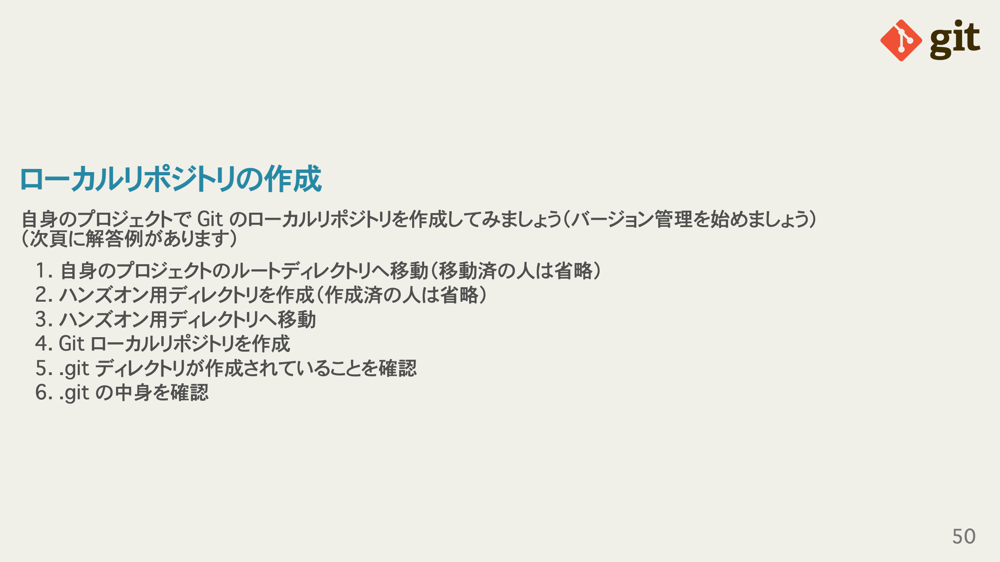 git
ローカルリポジトリの作成
自身のプロジェクトで Git のローカルリポジトリを作成してみましょう（バージョン管理を始めましょう）
（次頁に解答例があります）
1. 自身のプロジェクトのルートディレクトリへ移動（移動済の人は省略）
2. ハンズオン用ディレクトリを作成（作成済の人は省略）
3. ハンズオン用ディレクトリへ移動
4. Git ローカルリポジトリを作成
5. .git ディレクトリが作成されていることを確認
6. .git の中身を確認
50